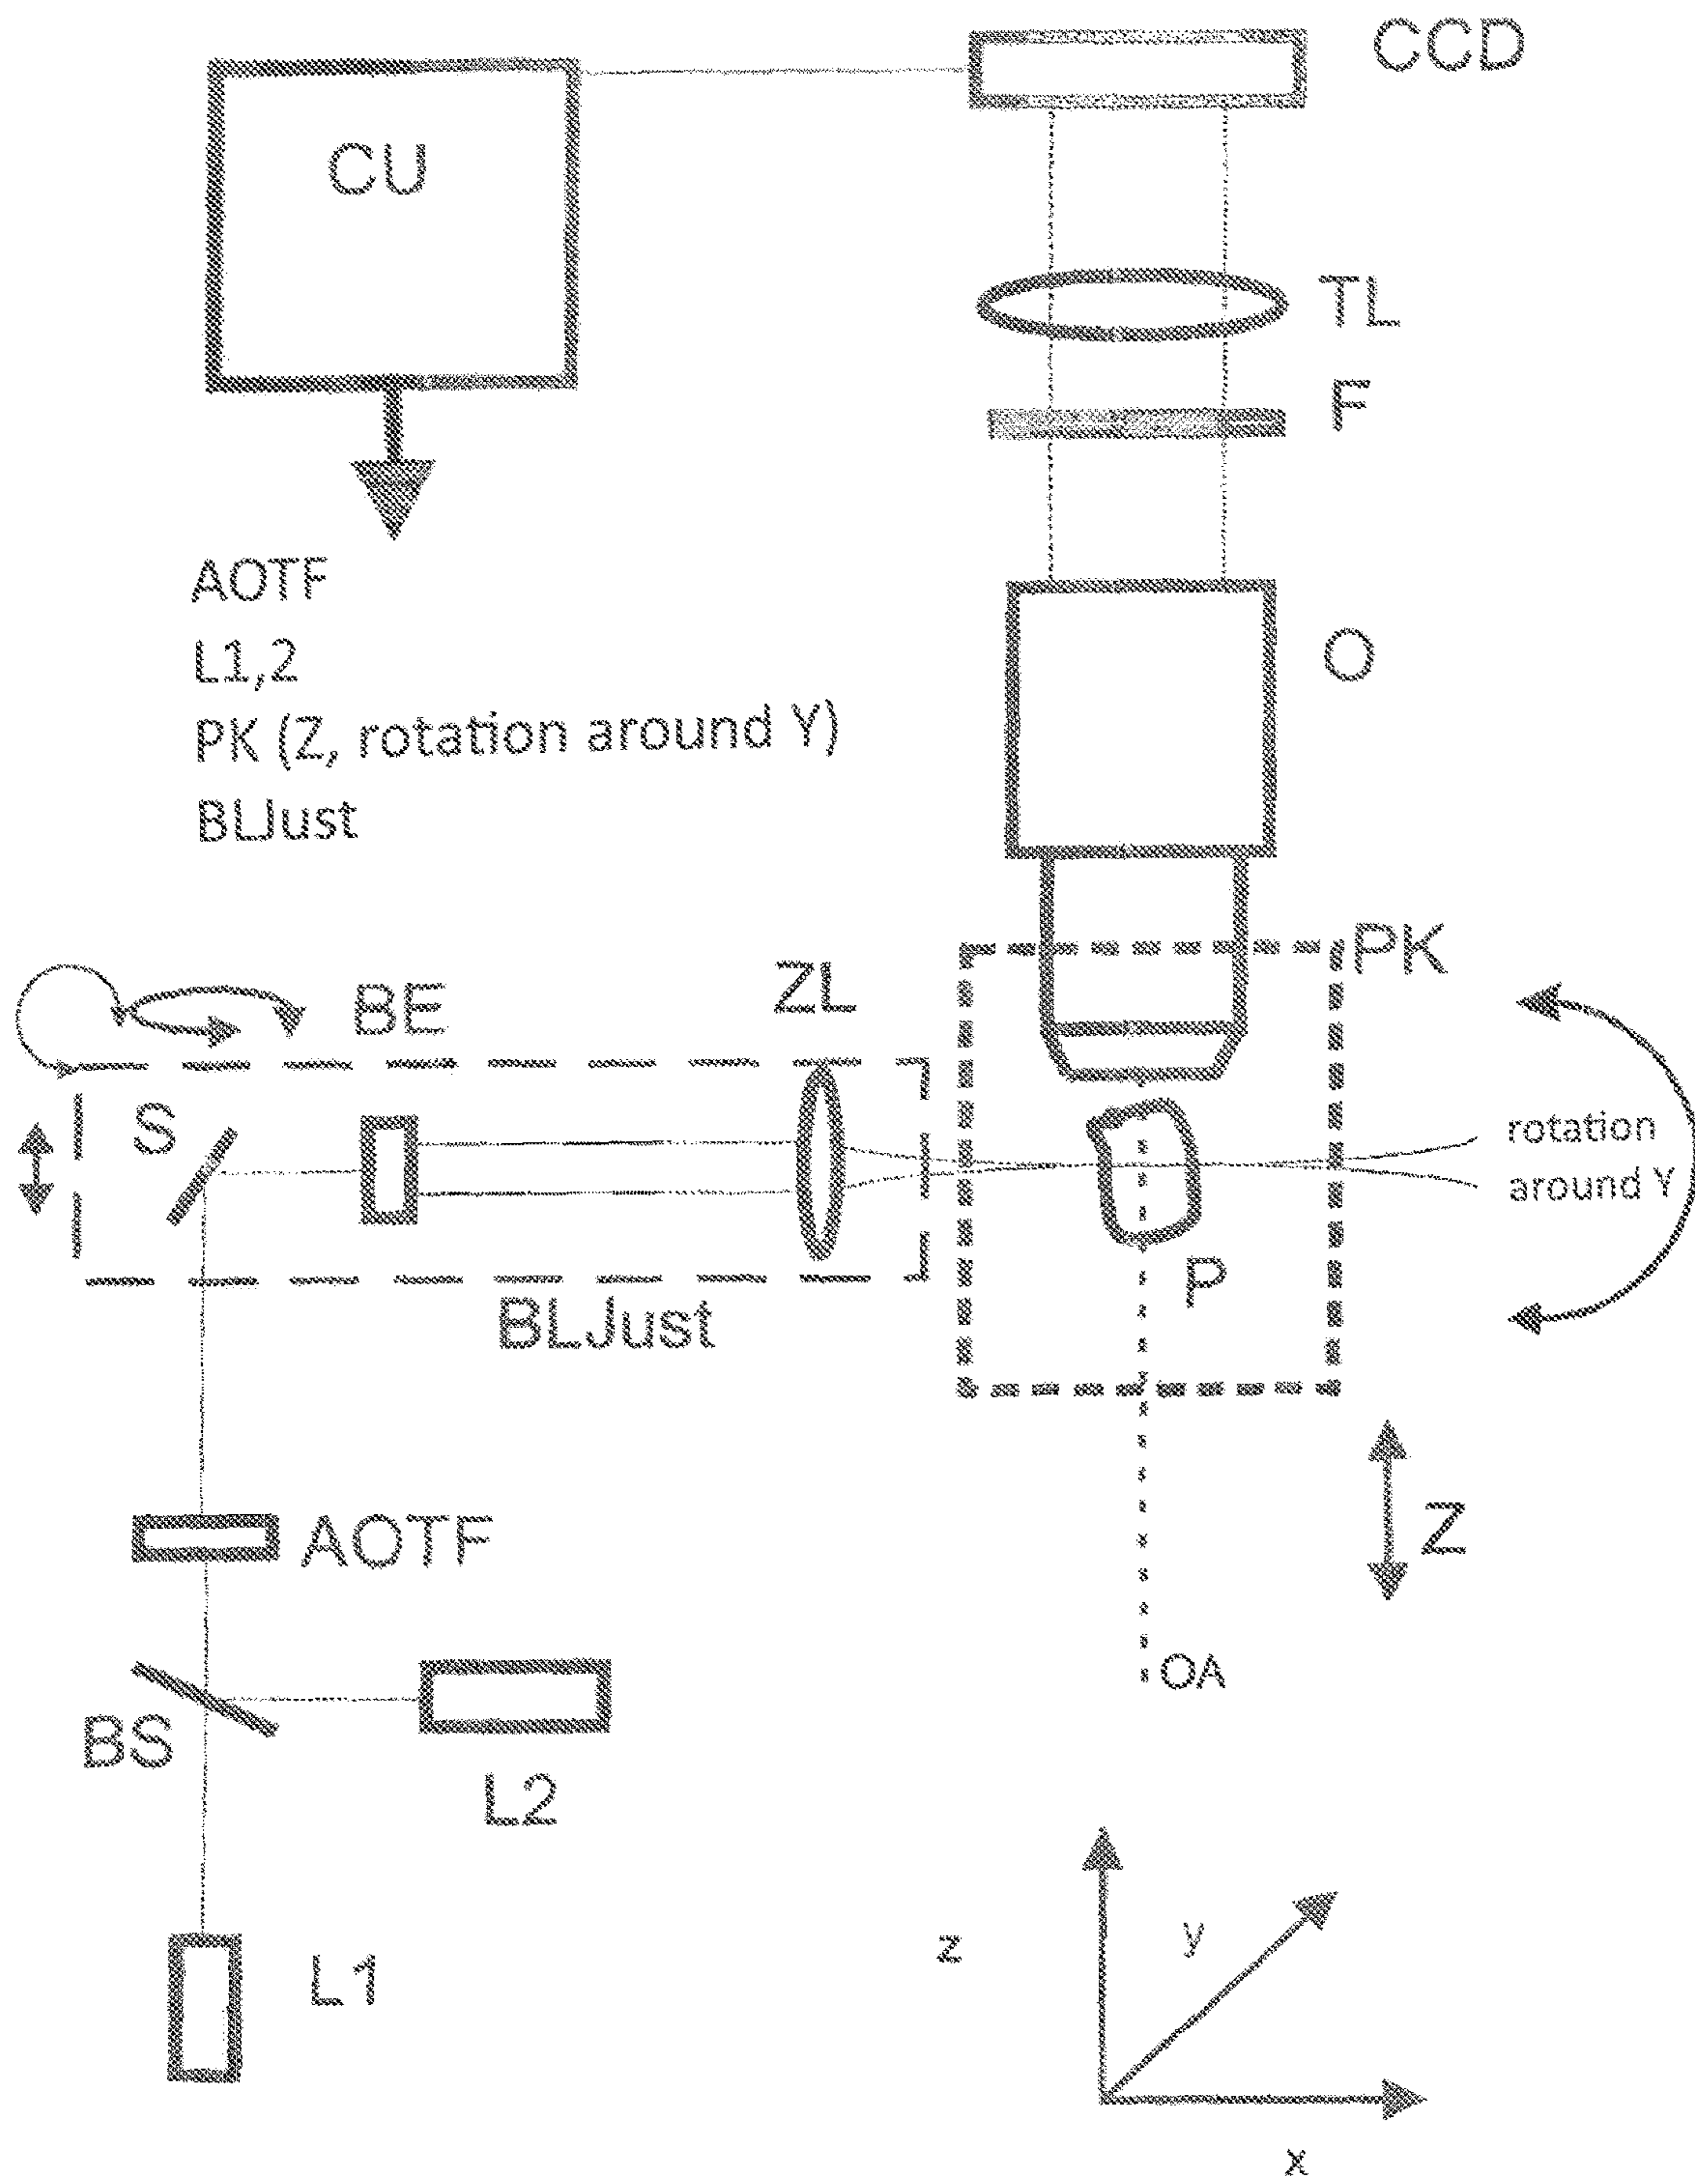 CCD
CU
TL
F
AOTF
L1,2
PK (Z, rotation around Y)
BLJust
O
PK
ZL
BE
S
rotation
around Y
P
BLJust
AOTF
Z
OA
BS
L2
L1
z
y
x